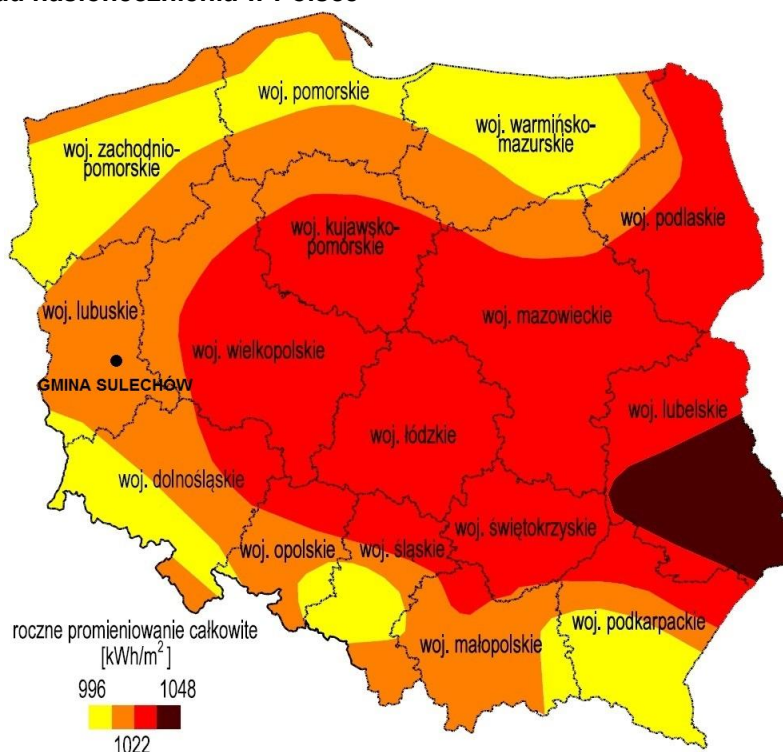 nasłonecznienia w Polsce
woj. pomorskie
woj. warmińsko-
mazurskie
woj. zachodnio-
pomorskie
woj. podlaskie
woj. kujawsko-
pomorskie
woj. lubuskie
woj. mazowieckie
woj. wielkopolskie
GMINA SULECHÓW
woj. lubelskie
woj. łódzkie
woj. dolnośląskie
woj. świętokrzyskie
woj. opolskie
woj. śląskie
woj. podkarpackie
woj. małopolskie
roczne promieniowanie całkowite
[kWh/m²]
996 1048
1022